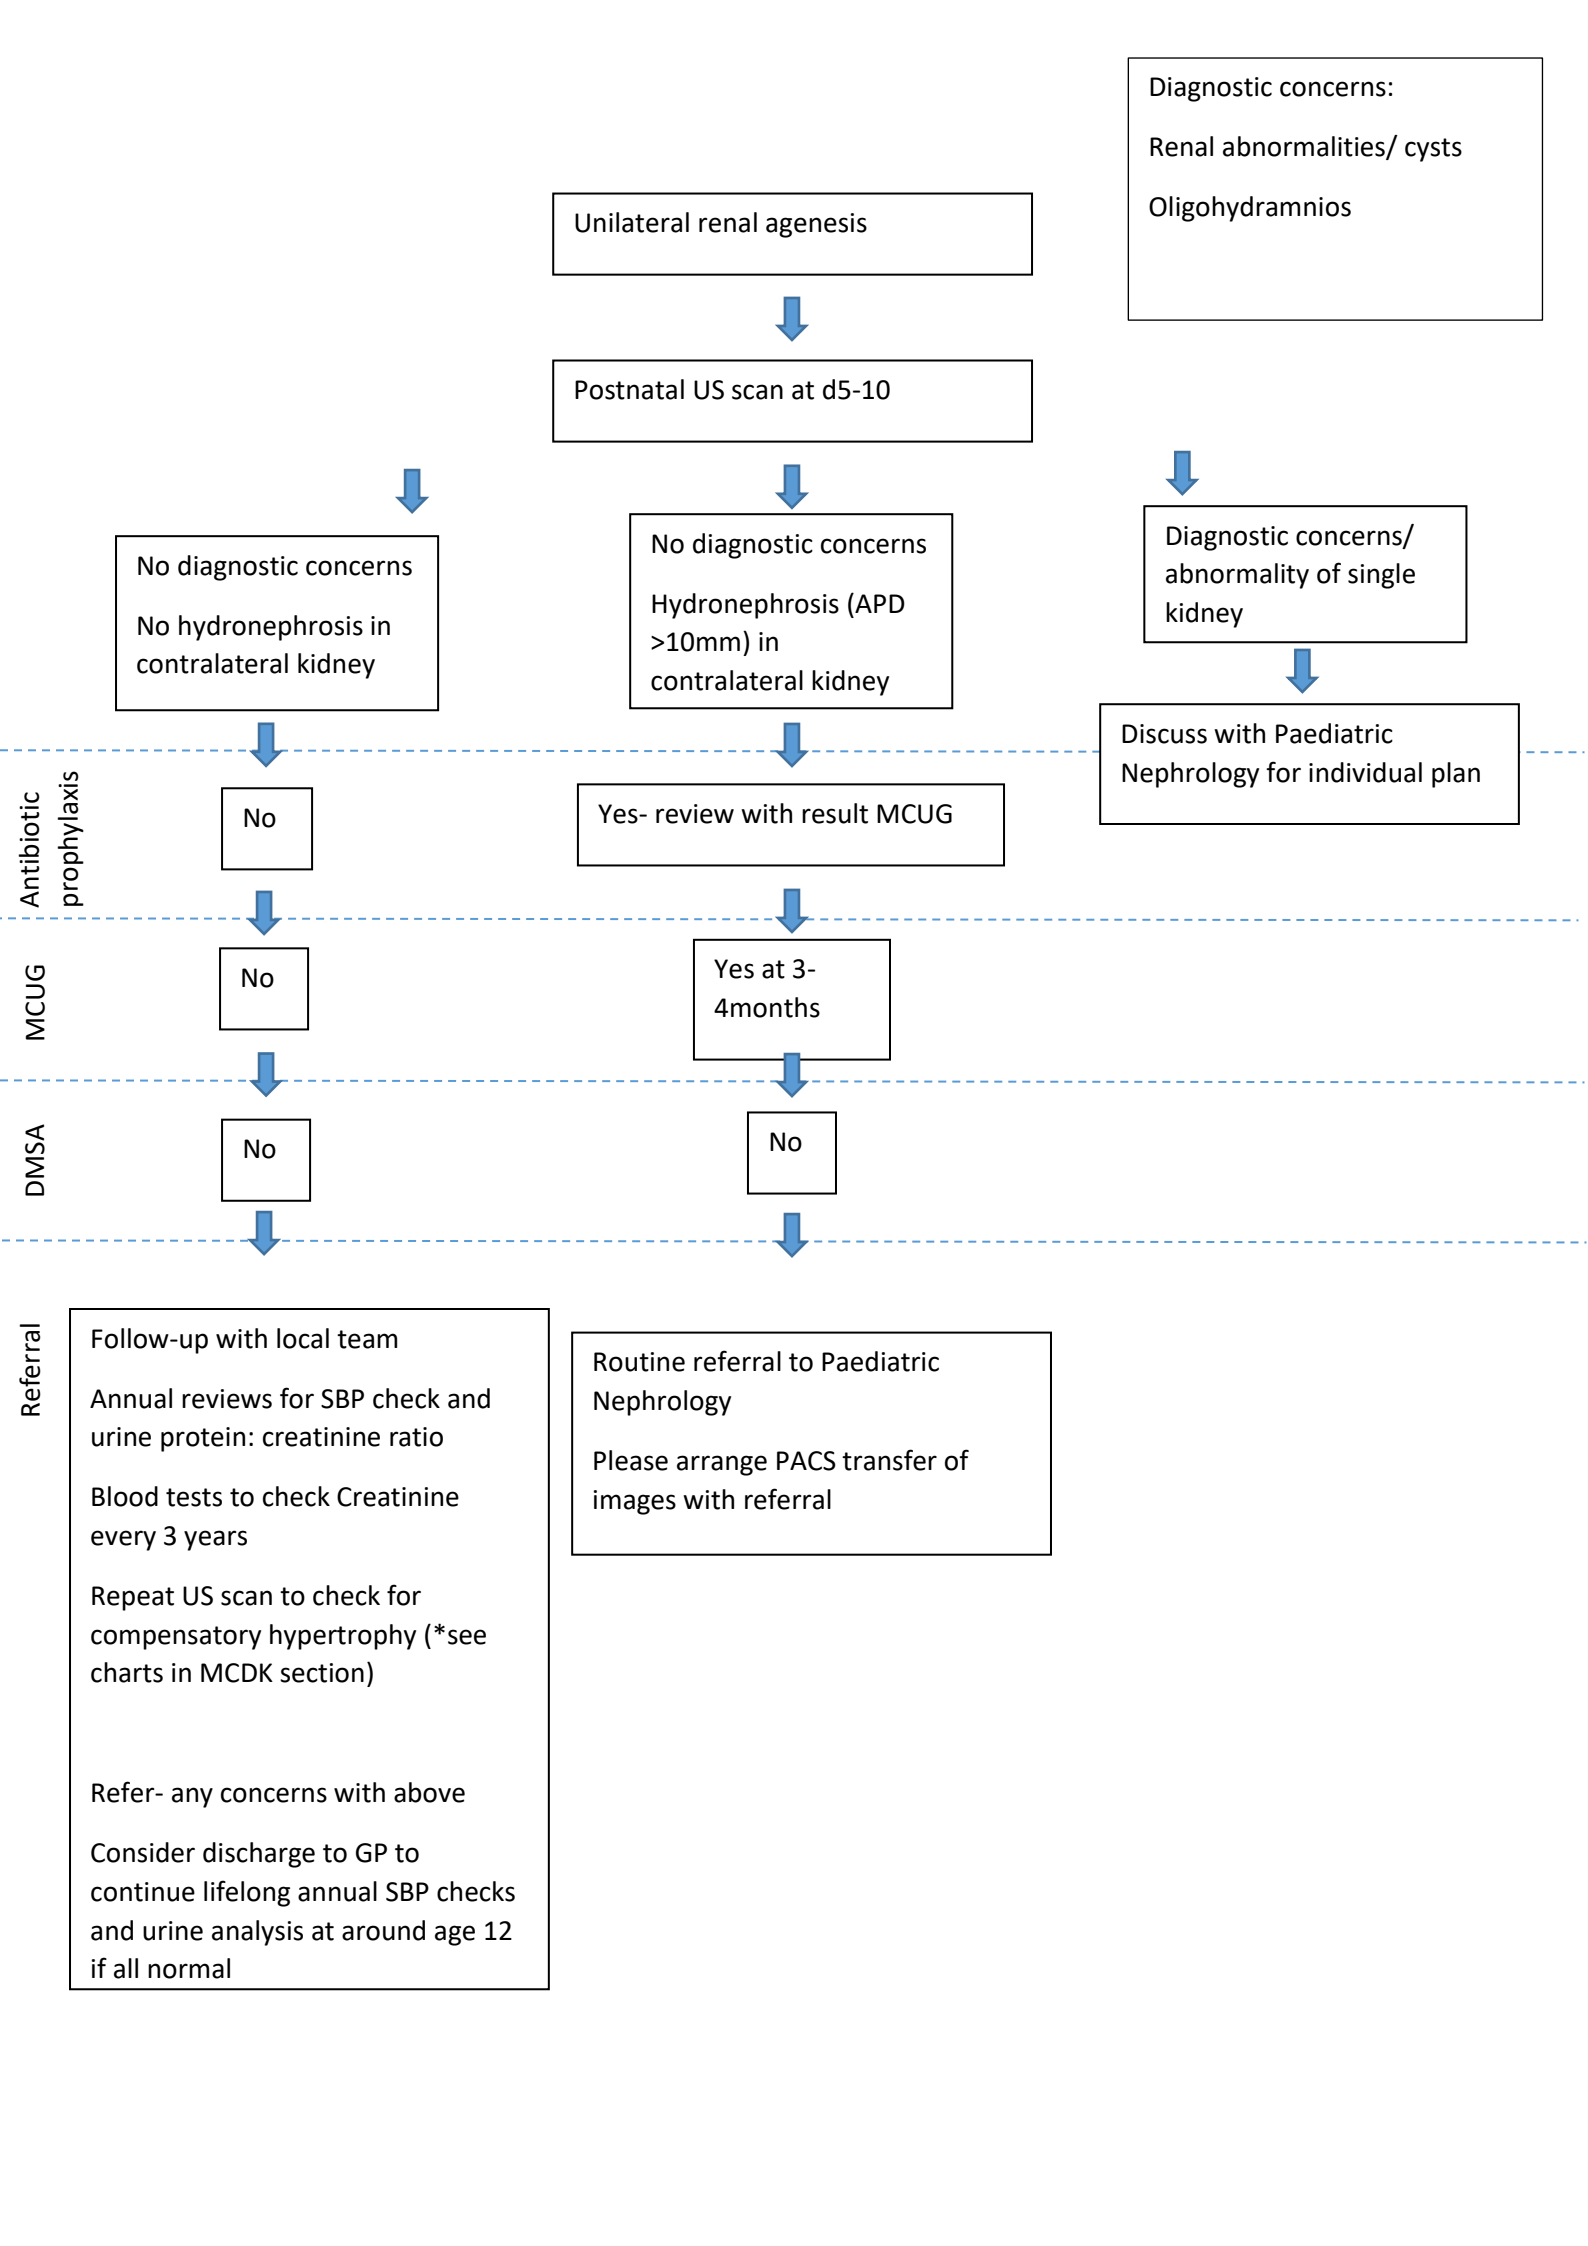 Diagnostic concerns:
Renal abnormalities/ cysts
Oligohydramnios
Unilateral renal agenesis
Postnatal US scan at d5-10
No diagnostic concerns
No hydronephrosis in
contralateral kidney
No diagnostic concerns
Hydronephrosis (APD
>10mm) in
contralateral kidney
Diagnostic concerns/
abnormality of single
kidney
Discuss with Paediatric
Nephrology for individual plan
Antibiotic
prophylaxis
No
Yes- review with result MCUG
MCUG
No
Yes at 3-
4months
DMSA
No
No
Referral
Follow-up with local team
Annual reviews for SBP check and
urine protein: creatinine ratio
Blood tests to check Creatinine
every 3 years
Repeat US scan to check for
compensatory hypertrophy (*see
charts in MCDK section)
Refer- any concerns with above
Consider discharge to GP to
continue lifelong annual SBP checks
and urine analysis at around age 12
if all normal
Routine referral to Paediatric
Nephrology
Please arrange PACS transfer of
images with referral